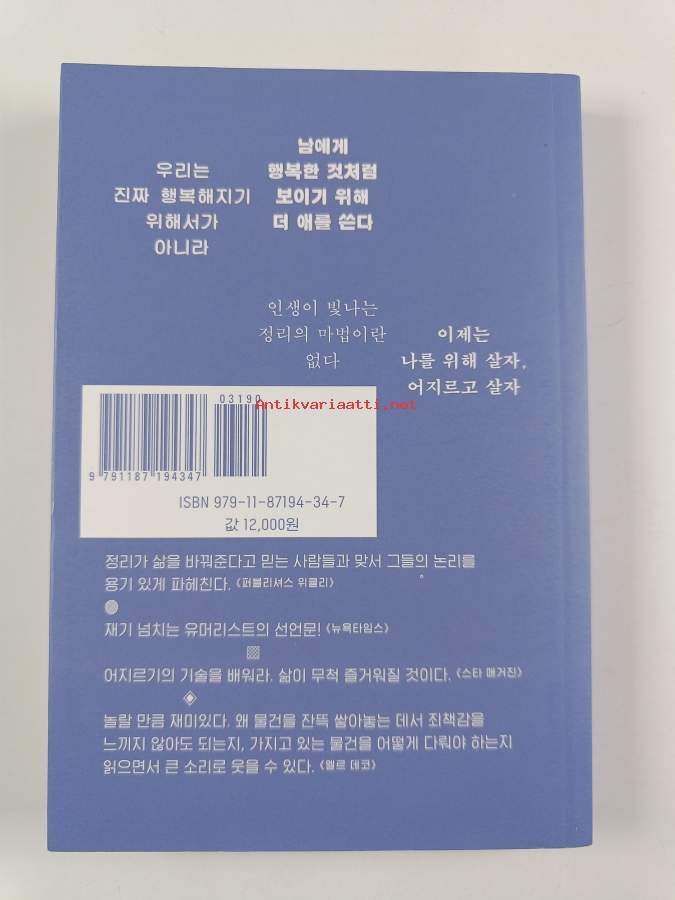 우리는
진짜 행복해지기
위해서가
아니라
남에게
행복한 것처럼
보이기 위해
더 애를 쓴다
인생이 빛나는
정리의 마법이란
없다
이제는
나를 위해 살자,
어지르고 살자
03190
Antikvariaatti.net
9 791187 194347
ISBN 979-11-87194-34-7
값 12,000원
정리가 삶을 바꿔준다고 믿는 사람들과 맞서 그들의 논리를
용기 있게 파헤친다. 《퍼블리셔스 위클리》
재기 넘치는 유머리스트의 선언문! 《뉴욕타임스》
어지르기의 기술을 배워라. 삶이 무척 즐거워질 것이다. 《스타 매거진》
놀랄 만큼 재미있다. 왜 물건을 잔뜩 쌓아놓는 데서 죄책감을
느끼지 않아도 되는지, 가지고 있는 물건을 어떻게 다뤄야 하는지
읽으면서 큰 소리로 웃을 수 있다. 《엘르 데코》